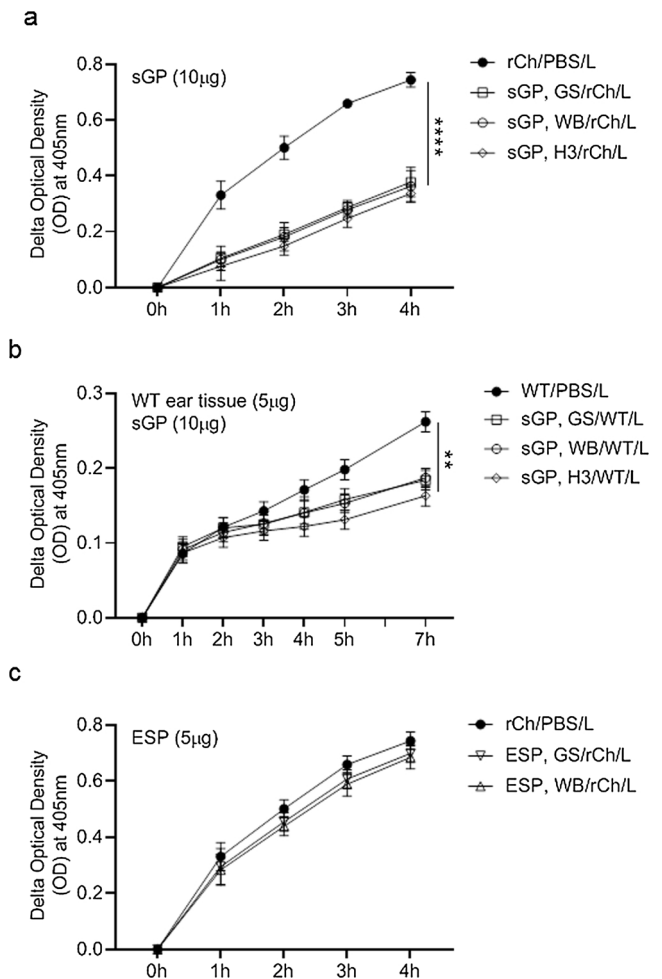 a
sGP (10μg)
Delta Optical Density
(OD) at 405nm
0.8
0.6
0.4
0.2
0.0
0h 1h 2h 3h 4h
****
rCh/PBS/L
sGP, GS/rCh/L
sGP, WB/rCh/L
sGP, H3/rCh/L
b
WT ear tissue (5μg)
sGP (10μg)
Delta Optical Density
(OD) at 405nm
0.3
0.2
0.1
0.0
0h 1h 2h 3h 4h 5h 7h
**
WT/PBS/L
sGP, GS/WT/L
sGP, WB/WT/L
sGP, H3/WT/L
c
ESP (5μg)
Delta Optical Density
(OD) at 405nm
0.8
0.6
0.4
0.2
0.0
0h 1h 2h 3h 4h
rCh/PBS/L
ESP, GS/rCh/L
ESP, WB/rCh/L